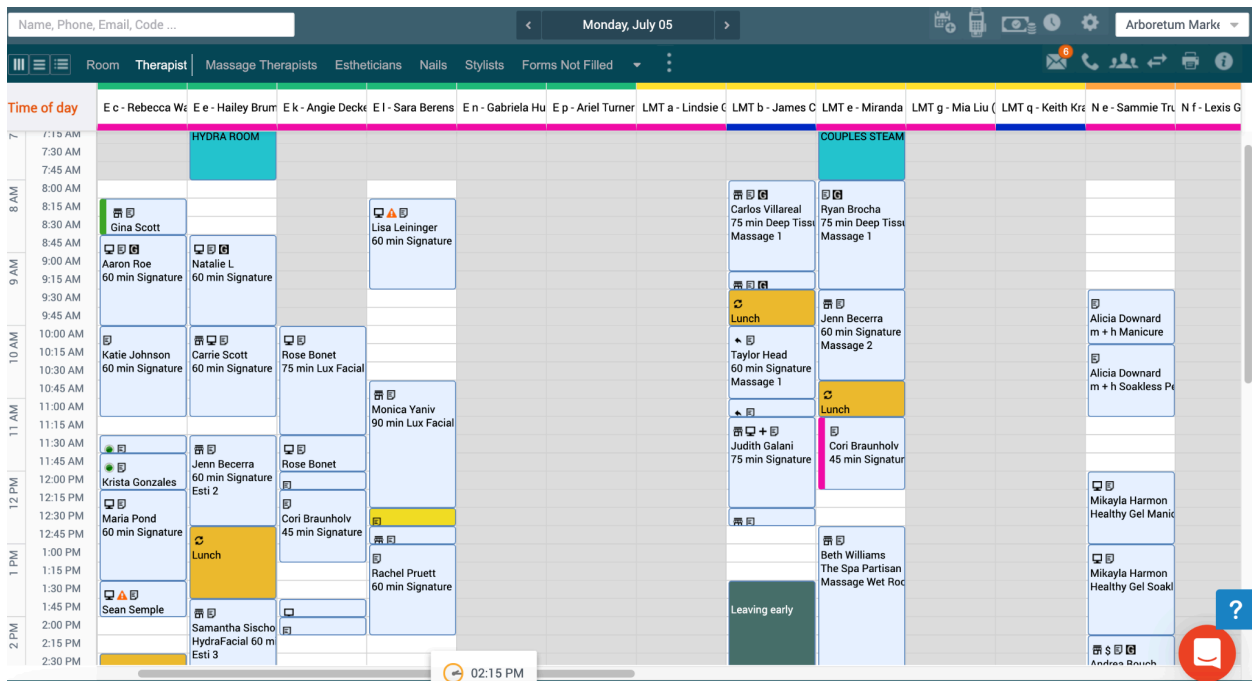 Name, Phone, Email, Code ...
Monday, July 05
Arboretum Marke
Room Therapist Massage Therapists Estheticians Nails Stylists Forms Not Filled
6
Time of day
E c - Rebecca Wa
E e - Hailey Brum
E k - Angie Decke
E l - Sara Berens
E n - Gabriela Hu
E p - Ariel Turner
LMT a - Lindsie
LMT b - James C
LMT e - Miranda
LMT g - Mia Liu (
LMT q - Keith Kra
N e - Sammie Tru
N f - Lexis G
7
7:15 AM
7:30 AM
7:45 AM
8 AM
8:00 AM
8:15 AM
8:30 AM
8:45 AM
9 AM
9:00 AM
9:15 AM
9:30 AM
9:45 AM
10 AM
10:00 AM
10:15 AM
10:30 AM
10:45 AM
11 AM
11:00 AM
11:15 AM
11:30 AM
11:45 AM
12 PM
12:00 PM
12:15 PM
12:30 PM
12:45 PM
1 PM
1:00 PM
1:15 PM
1:30 PM
1:45 PM
2 PM
2:00 PM
2:15 PM
2:30 PM
Gina Scott
G
Aaron Roe
60 min Signature
Katie Johnson
60 min Signature
Krista Gonzales
Maria Pond
60 min Signature
Sean Semple
HYDRA ROOM
G
Natalie L
60 min Signature
Carrie Scott
60 min Signature
Jenn Becerra
60 min Signature
Esti 2
Lunch
Samantha Sischo
HydraFacial 60 m
Esti 3
Rose Bonet
75 min Lux Facial
Rose Bonet
Cori Braunholv
45 min Signature
Lisa Leininger
60 min Signature
Monica Yaniv
90 min Lux Facial
Rachel Pruett
60 min Signature
G
Carlos Villareal
75 min Deep Tissu
Massage 1
G
Lunch
Taylor Head
60 min Signature
Massage 1
Judith Galani
75 min Signature
Leaving early
COUPLES STEAM
G
Ryan Brocha
75 min Deep Tissu
Massage 1
Jenn Becerra
60 min Signature
Massage 2
Lunch
Cori Braunholv
45 min Signatur
Beth Williams
The Spa Partisan
Massage Wet Roo
Alicia Downard
m + h Manicure
Alicia Downard
m + h Soakless Pe
Mikayla Harmon
Healthy Gel Manic
Mikayla Harmon
Healthy Gel Soakl
$ G
Andrea Bouch
02:15 PM
?